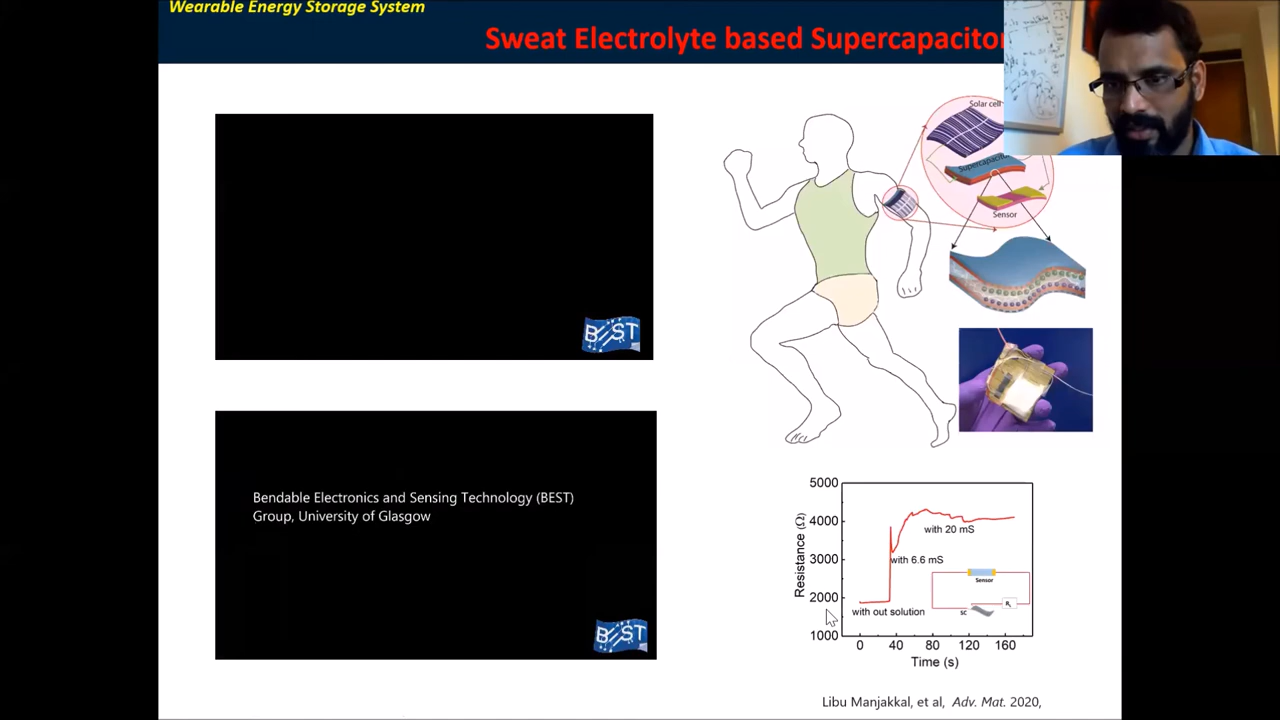 Wearable Energy Storage System
Sweat Electrolyte based Supercapacitor
Solar cell
Supercapacitor
Sensor
BEST
Bendable Electronics and Sensing Technology (BEST)
Group, University of Glasgow
BEST
5000
4000
3000
2000
1000
Resistance (Ω)
with 20 mS
with 6.6 mS
with out solution
Sensor
SC
0
40
80
120
160
Time (s)
Libu Manjakkal, et al, Adv. Mat. 2020,